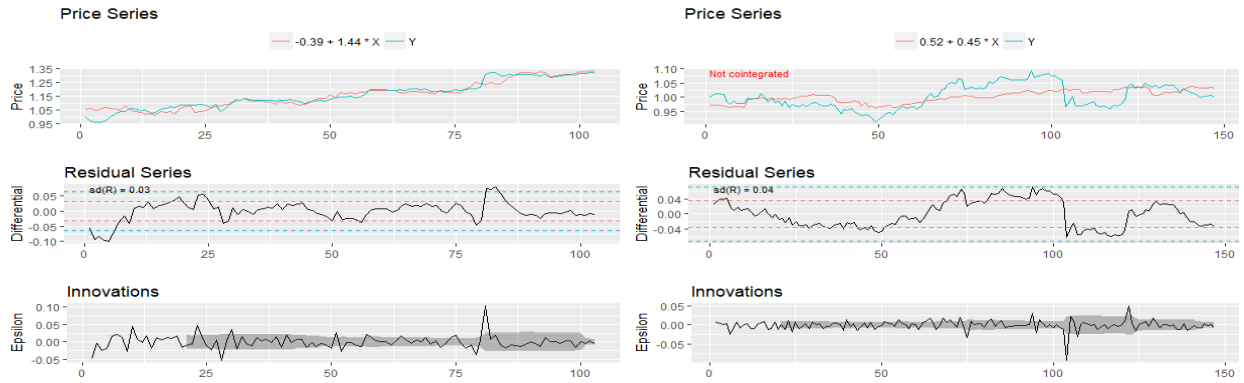 Price Series
-0.39 + 1.44 * X Y
Price
1.35
1.25
1.15
1.05
0.95
0 25 50 75 100
Residual Series
sd(R) = 0.03
Differential
0.05
0.00
-0.05
-0.10
0 25 50 75 100
Innovations
Epsilon
0.10
0.05
0.00
-0.05
0 25 50 75 100
Price Series
0.52 + 0.45 * X Y
Not cointegrated
Price
1.10
1.05
1.00
0.95
0 50 100 150
Residual Series
sd(R) = 0.04
Differential
0.04
0.00
-0.04
0 50 100 150
Innovations
Epsilon
0.05
0.00
-0.05
0 50 100 150